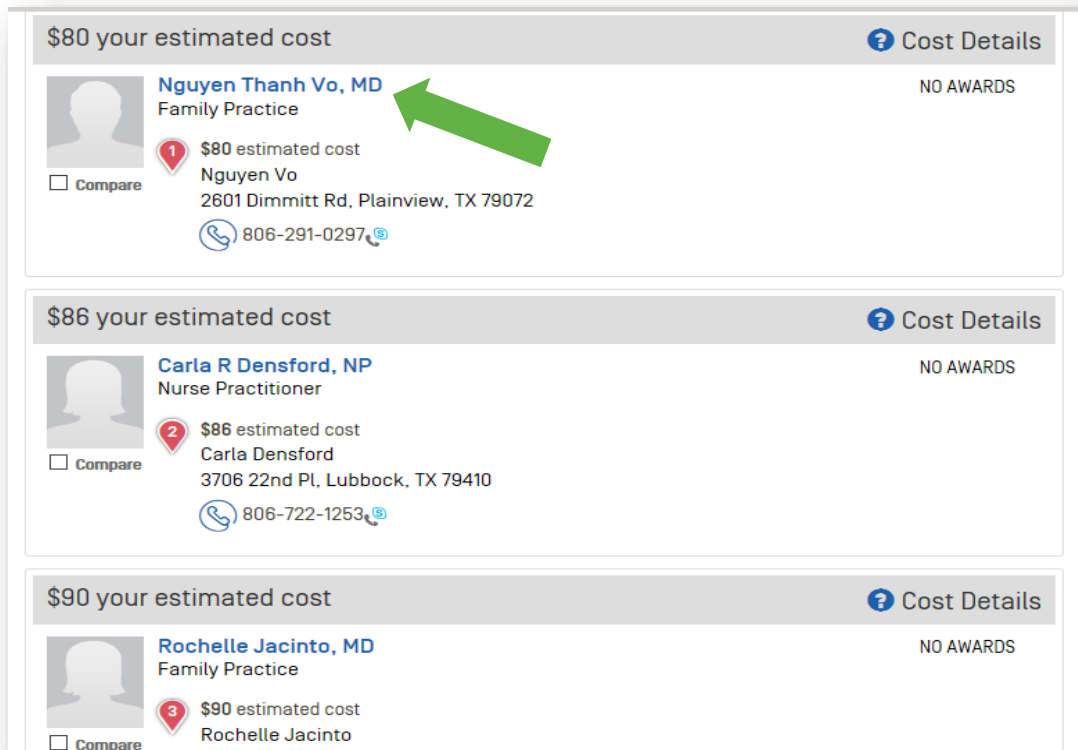 $80 your estimated cost
? Cost Details
Nguyen Thanh Vo, MD
NO AWARDS
Family Practice
1
$80 estimated cost
Nguyen Vo
Compare
2601 Dimmitt Rd, Plainview, TX 79072
806-291-0297
S
$86 your estimated cost
? Cost Details
Carla R Densford, NP
NO AWARDS
Nurse Practitioner
2
$86 estimated cost
Carla Densford
Compare
3706 22nd Pl, Lubbock, TX 79410
806-722-1253
S
$90 your estimated cost
? Cost Details
Rochelle Jacinto, MD
NO AWARDS
Family Practice
3
$90 estimated cost
Rochelle Jacinto
Compare